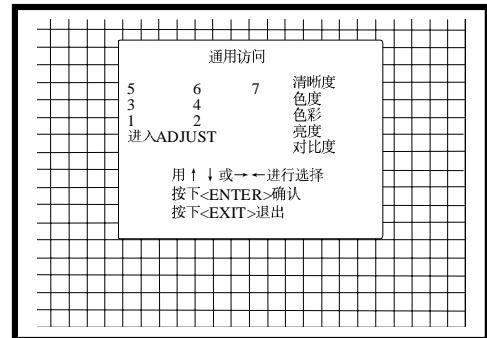 通用访问
5 6 7 清晰度
3 4 色度
1 2 色彩
进入ADJUST 亮度
对比度
用↑↓或→←进行选择
按下<ENTER>确认
按下<EXIT>退出